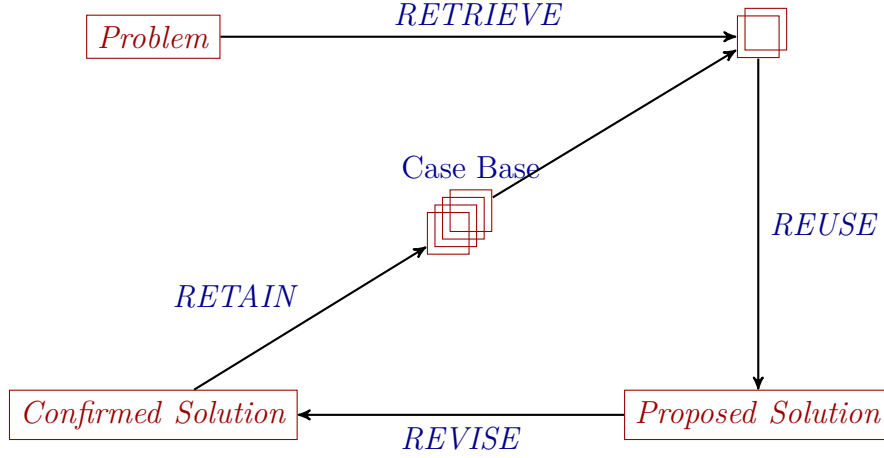 RETRIEVE
Problem
Case Base
REUSE
RETAIN
Confirmed Solution
Proposed Solution
REVISE